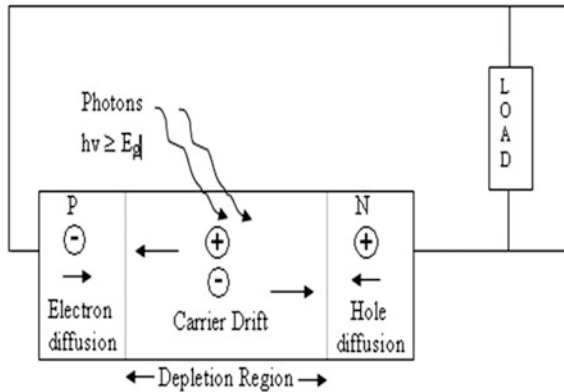 Photons
hν ≥ Eg
L
O
A
D
P
N
-
+
+
-
Electron
diffusion
Carrier Drift
Hole
diffusion
Depletion Region